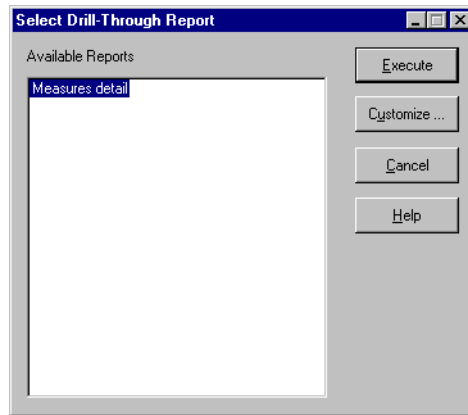 Select Drill-Through Report
Available Reports
Measures detail
Execute
Customize ...
Cancel
Help